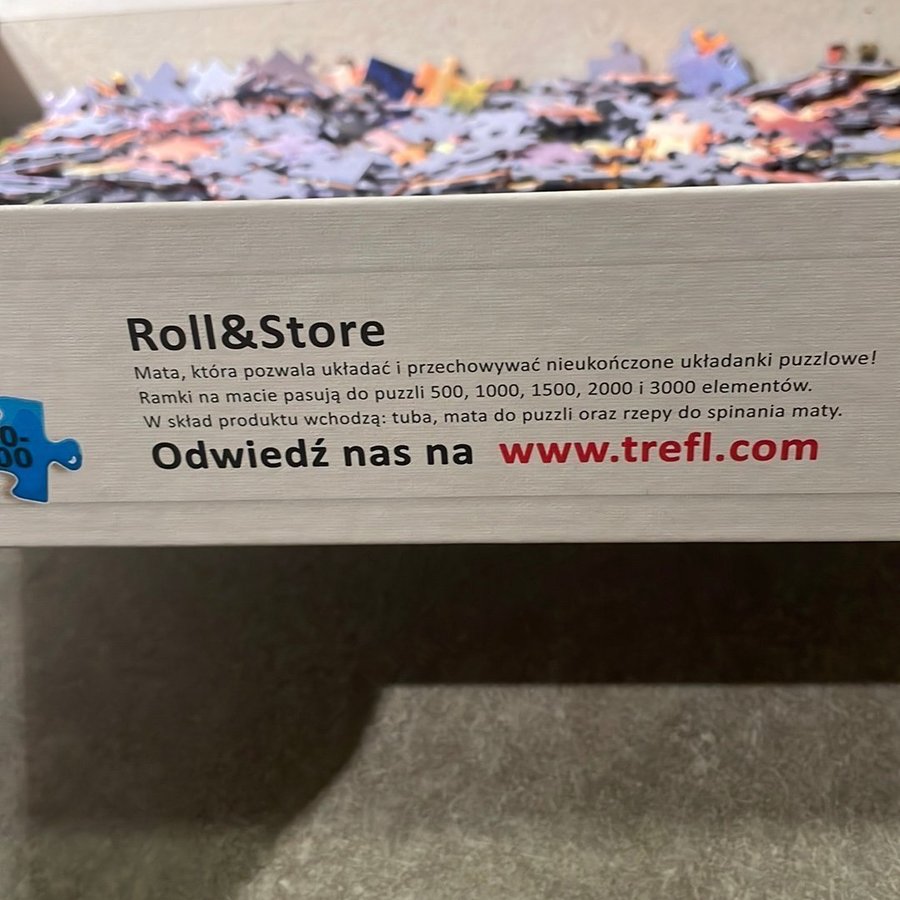 Roll&Store
Mata, która pozwala układać i przechowywać nieukończone układanki puzzlowe!
Ramki na macie pasują do puzzli 500, 1000, 1500, 2000 i 3000 elementów.
W skład produktu wchodzą: tuba, mata do puzzli oraz rzepy do spinania maty.
Odwiedź nas na www.trefl.com